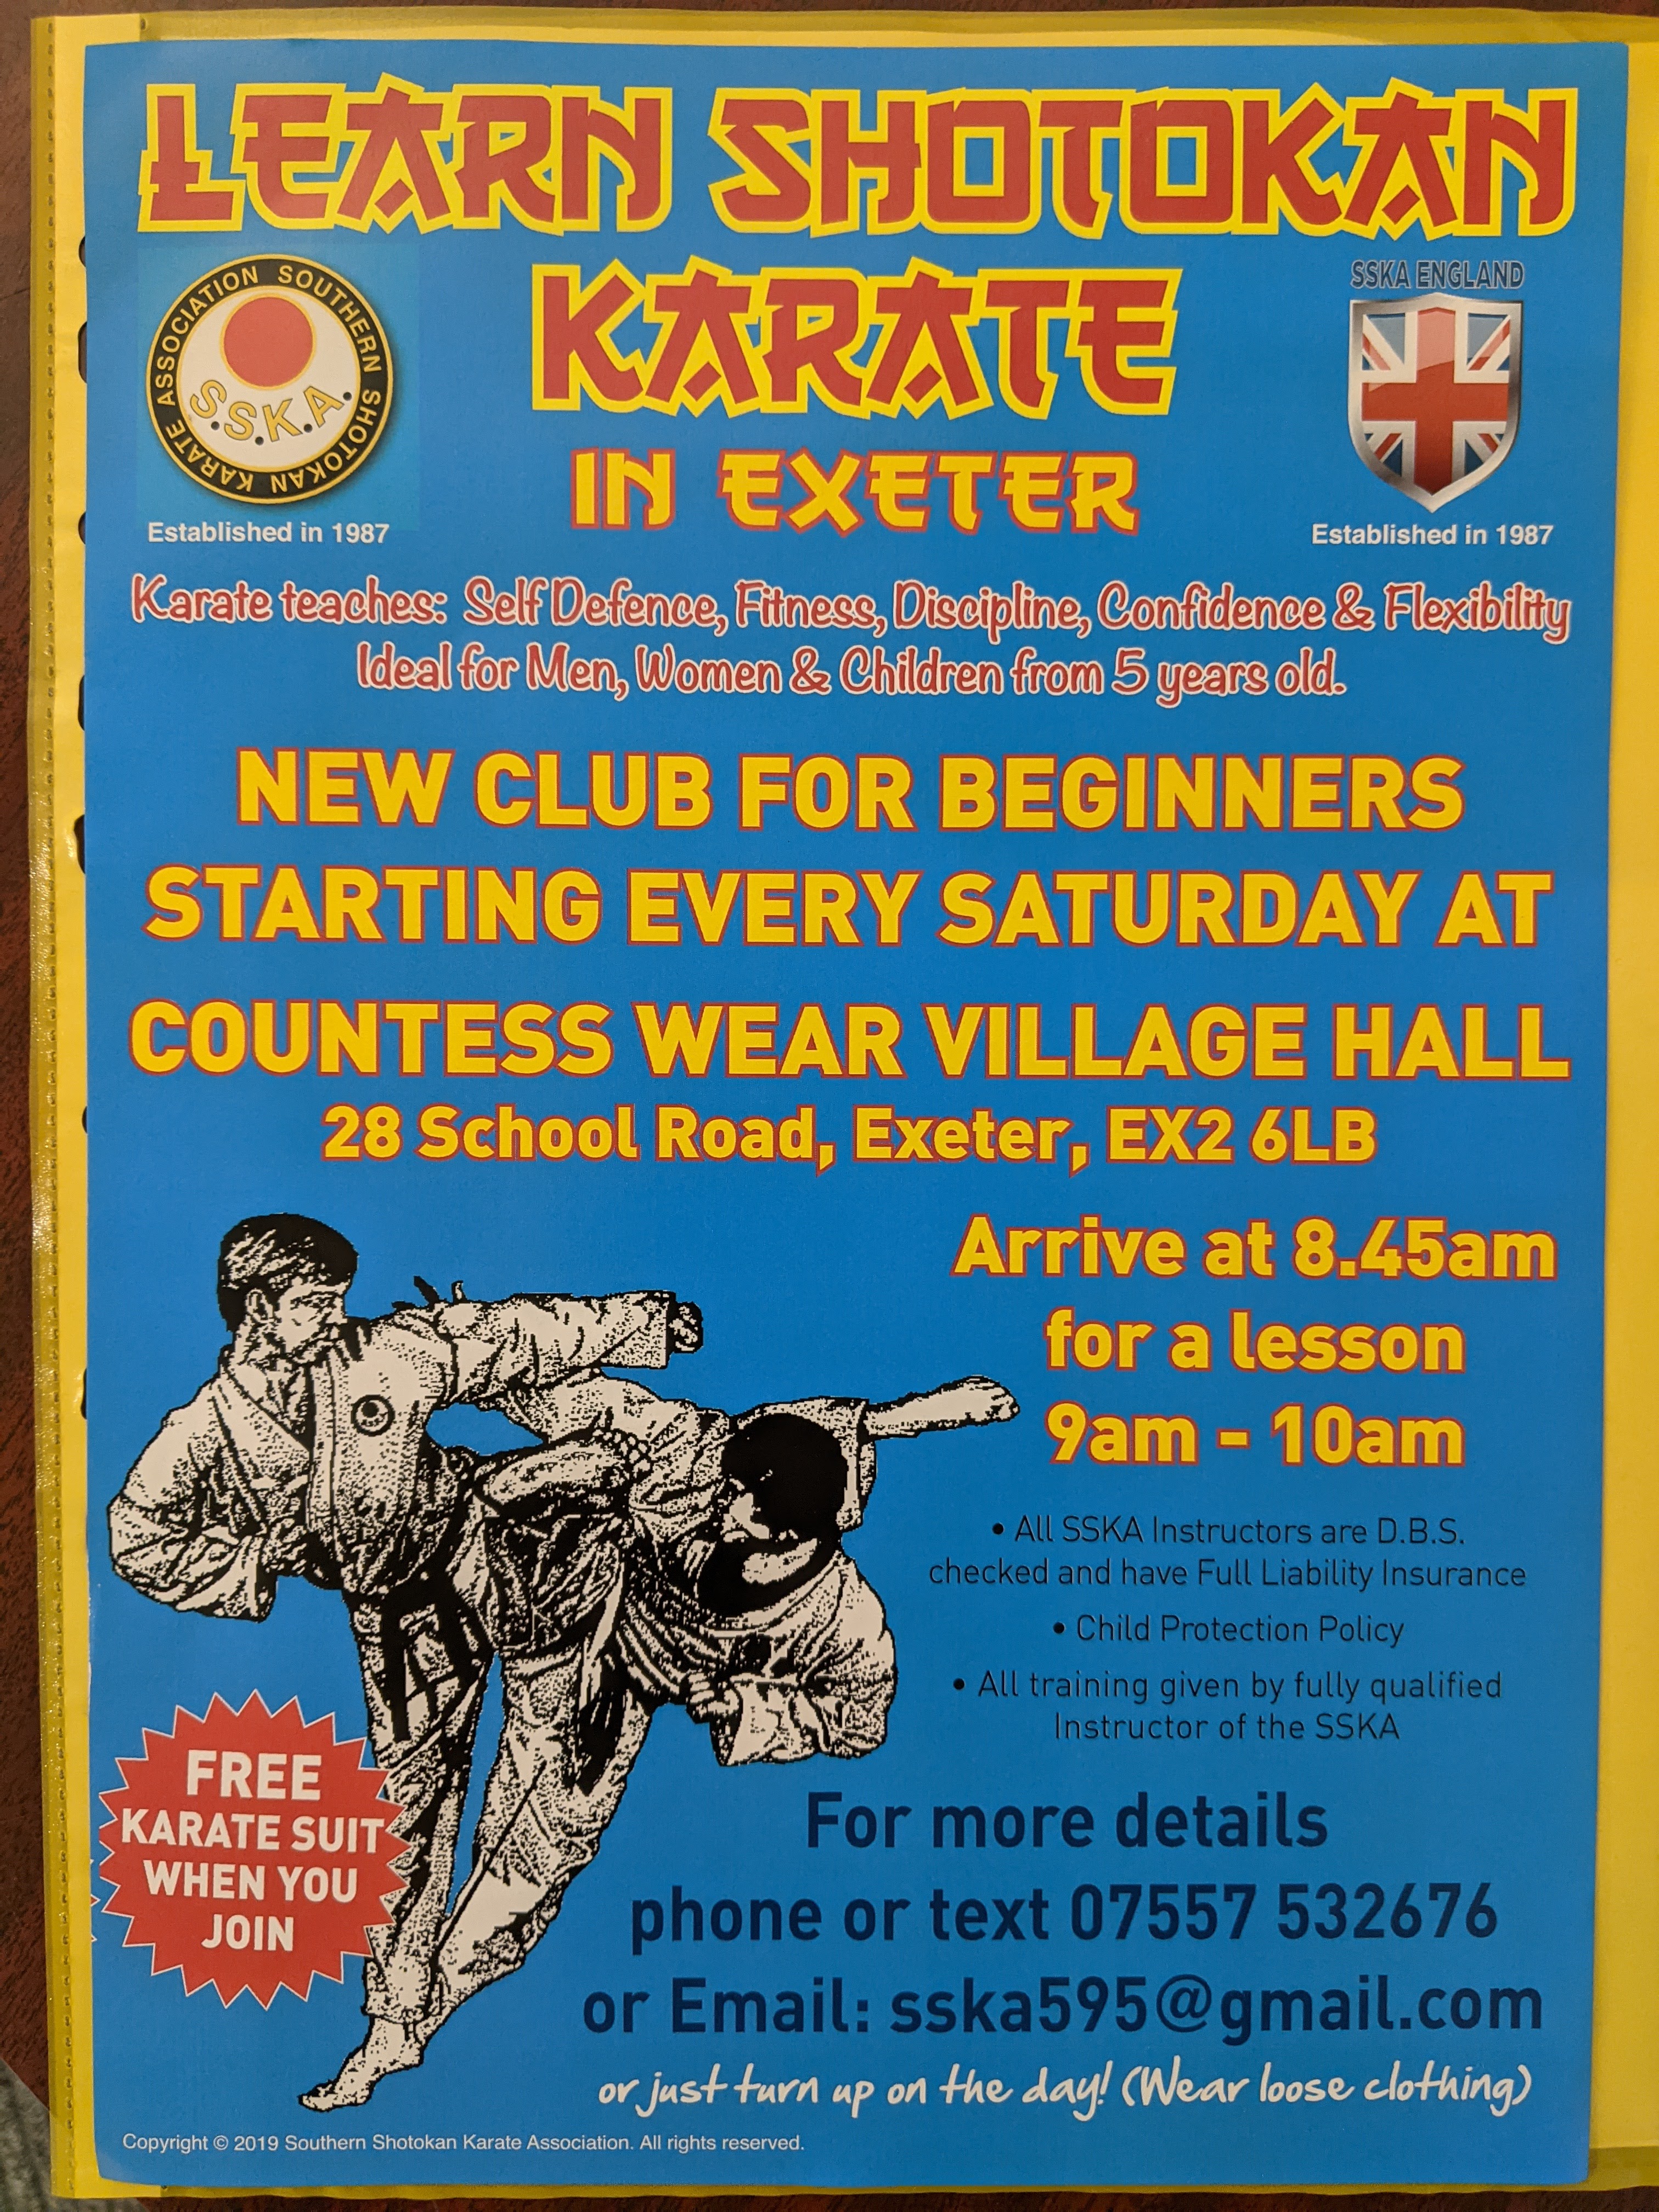 LEARN SHOTOKAN
KARATE
IN EXETER
ASSOCIATION SOUTHERN SHOTOKAN KARATE
S.S.K.A.
Established in 1987
SSKA ENGLAND
Established in 1987
Karate teaches: Self Defence, Fitness, Discipline, Confidence & Flexibility
Ideal for Men, Women & Children from 5 years old.
NEW CLUB FOR BEGINNERS
STARTING EVERY SATURDAY AT
COUNTESS WEAR VILLAGE HALL
28 School Road, Exeter, EX2 6LB
Arrive at 8.45am
for a lesson
9am - 10am
• All SSKA Instructors are D.B.S.
checked and have Full Liability Insurance
• Child Protection Policy
• All training given by fully qualified
Instructor of the SSKA
FREE
KARATE SUIT
WHEN YOU
JOIN
For more details
phone or text 07557 532676
or Email: sska595@gmail.com
or just turn up on the day! (Wear loose clothing)
Copyright © 2019 Southern Shotokan Karate Association. All rights reserved.